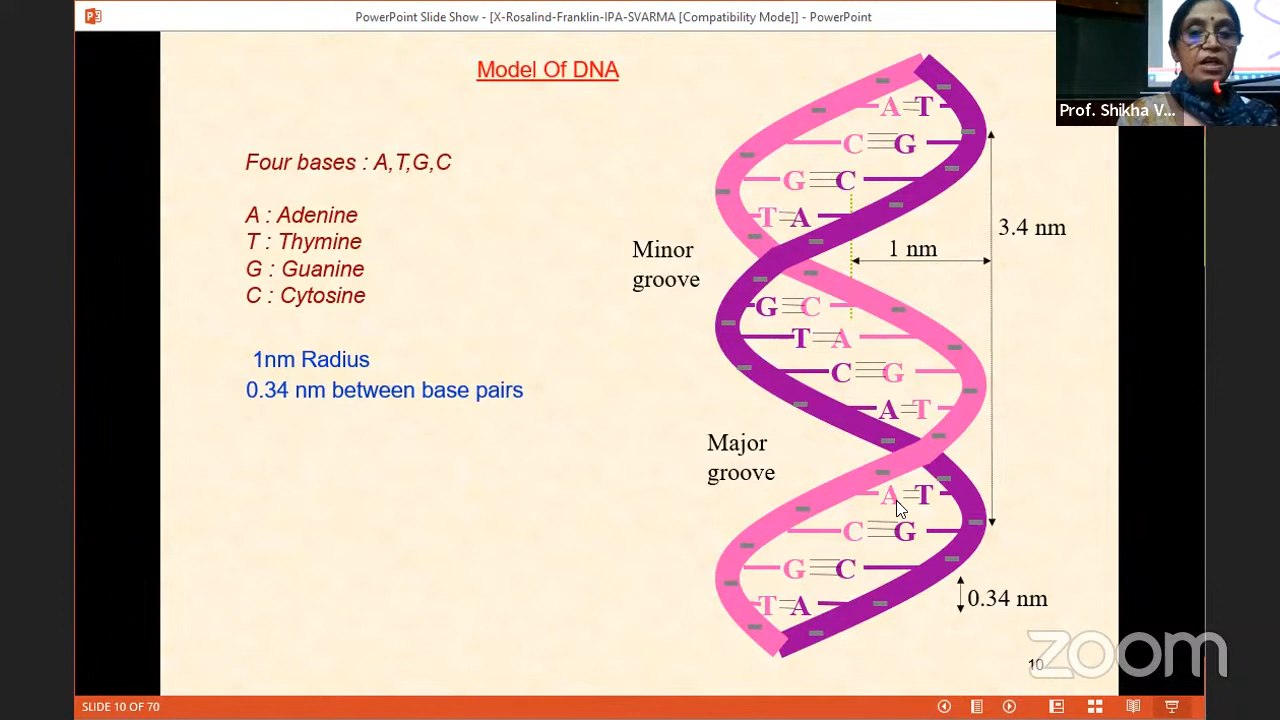 PowerPoint Slide Show - [X-Rosalind-Franklin-IPA-SVARMA [Compatibility Mode]] - PowerPoint
Prof. Shikha V...
Model Of DNA
Four bases : A,T,G,C
A : Adenine
T : Thymine
G : Guanine
C : Cytosine
1nm Radius
0.34 nm between base pairs
A T
C G
G C
T A
Minor
groove
1 nm
3.4 nm
G C
T A
C G
A T
Major
groove
A T
C G
G C
T A
0.34 nm
zoom
10
SLIDE 10 OF 70